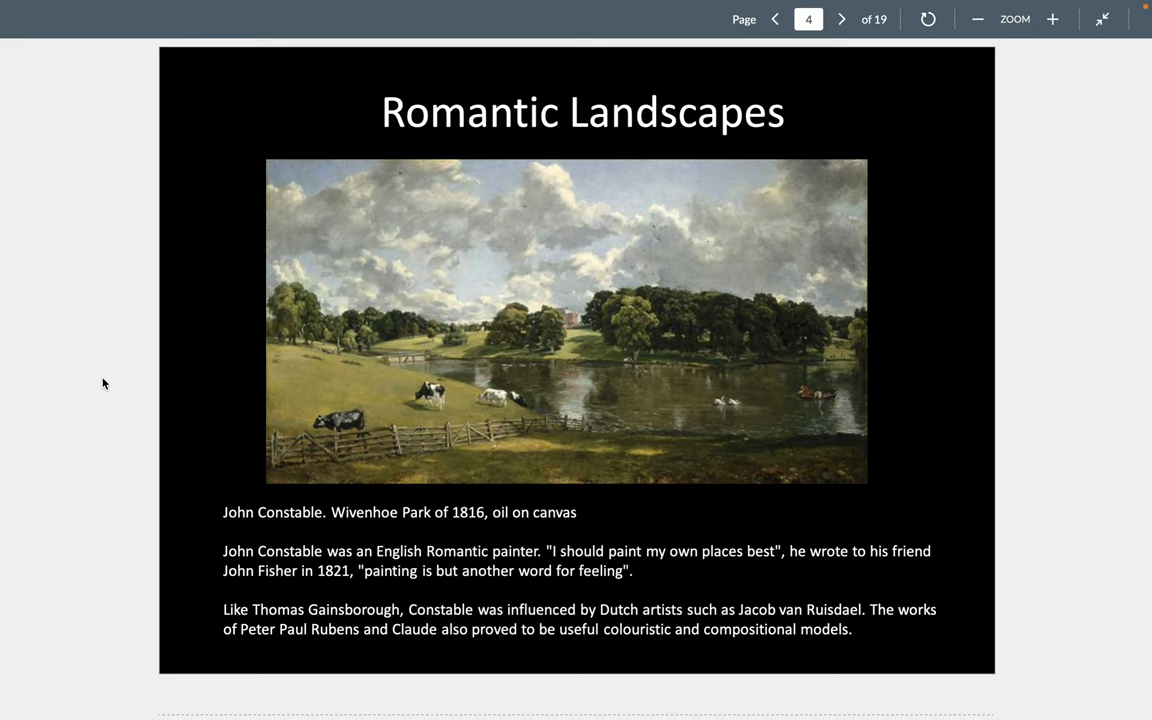 Page 4 of 19 ZOOM
Romantic Landscapes
John Constable. Wivenhoe Park of 1816, oil on canvas
John Constable was an English Romantic painter. "I should paint my own places best", he wrote to his friend
John Fisher in 1821, "painting is but another word for feeling".
Like Thomas Gainsborough, Constable was influenced by Dutch artists such as Jacob van Ruisdael. The works
of Peter Paul Rubens and Claude also proved to be useful colouristic and compositional models.